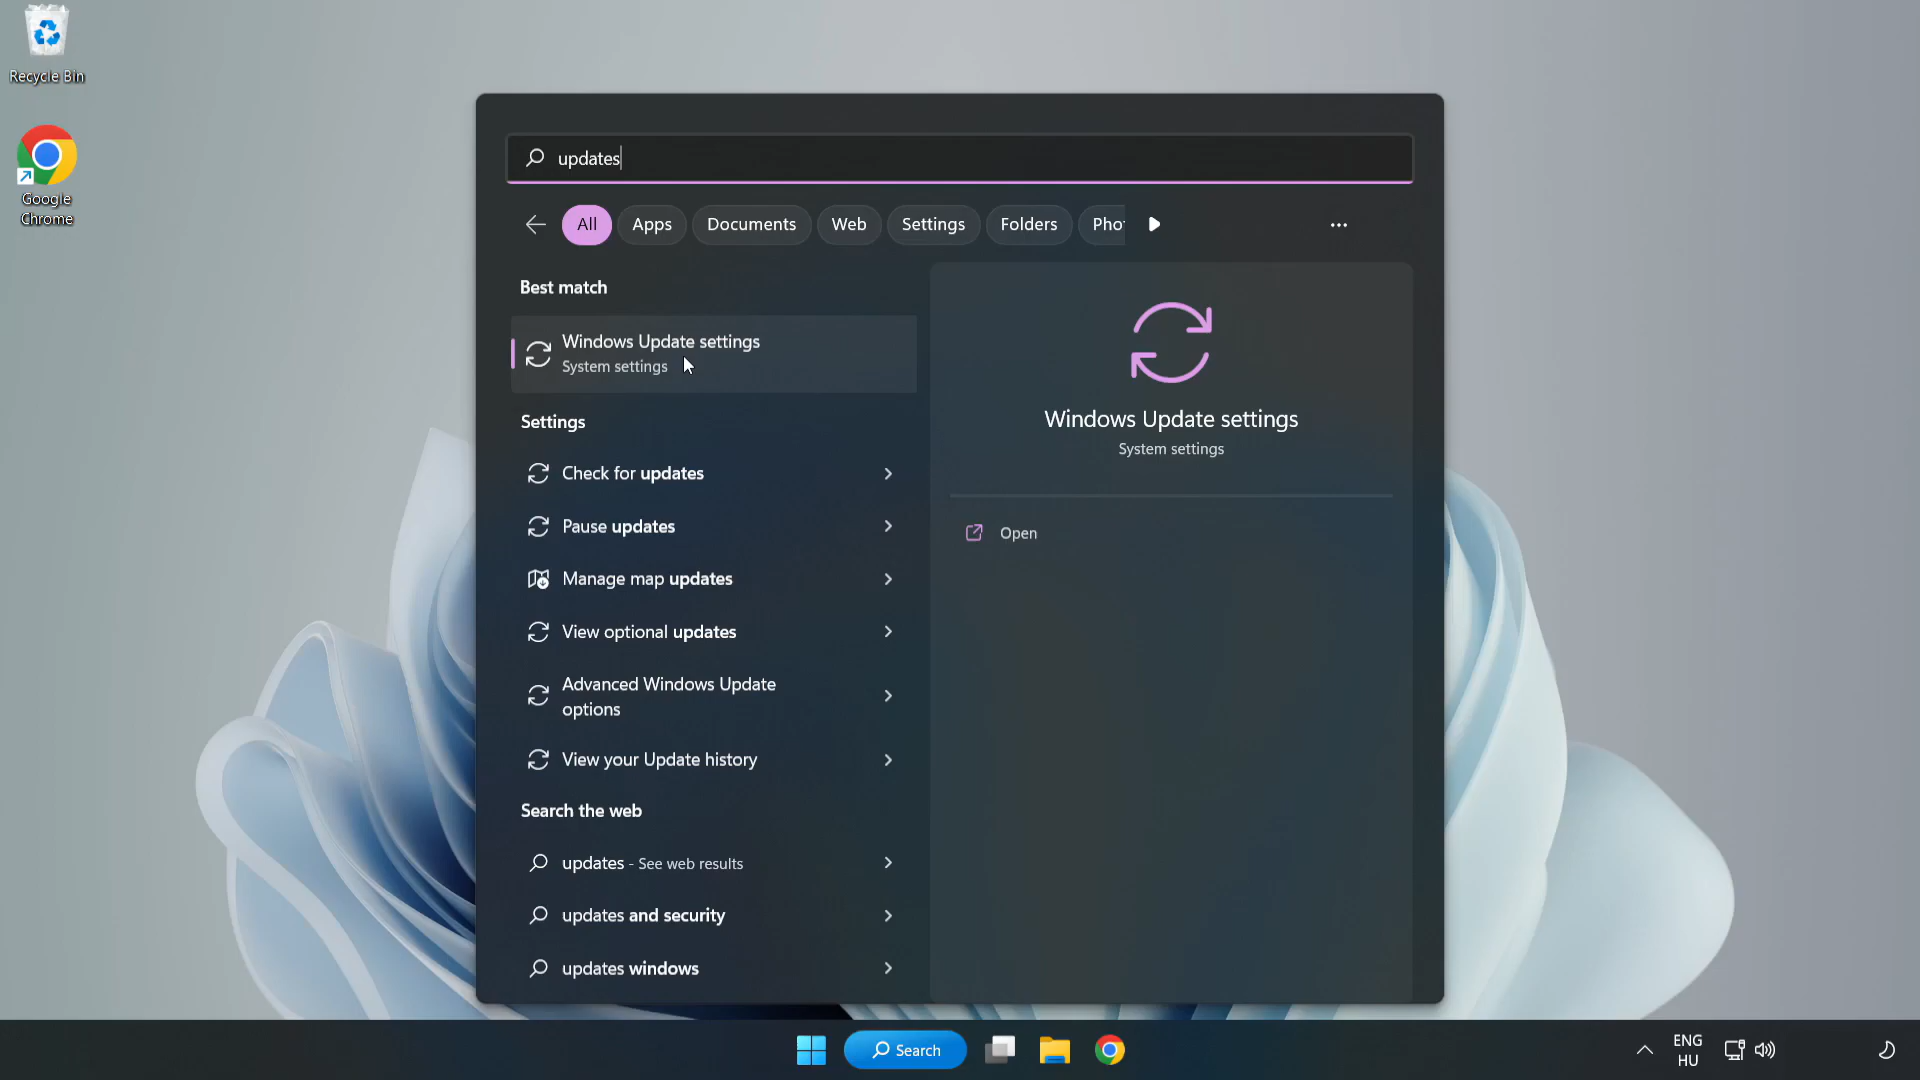 Recycle Bin
Google
Chrome
updates
All
Apps
Documents
Web
Settings
Folders
Pho
Best match
Windows Update settings
System settings
Settings
Check for updates
Pause updates
Manage map updates
View optional updates
Advanced Windows Update
options
View your Update history
Search the web
updates - See web results
updates and security
updates windows
Windows Update settings
System settings
Open
Search
ENG
HU